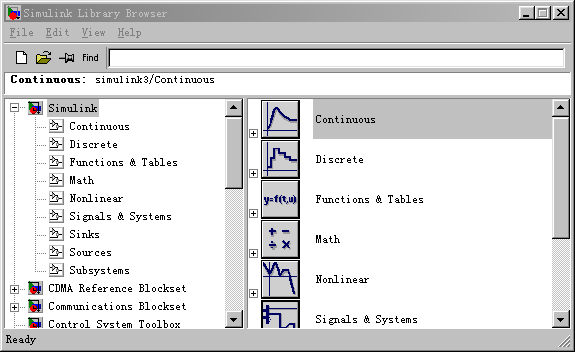 Simulink Library Browser
File Edit View Help
Find
Continuous: simulink3/Continuous
Simulink
Continuous
Discrete
Functions & Tables
Math
Nonlinear
Signals & Systems
Sinks
Sources
Subsystems
CDMA Reference Blockset
Communications Blockset
Control System Toolbox
Continuous
Discrete
y=f(t,u)
Functions & Tables
Math
Nonlinear
Signals & Systems
Ready